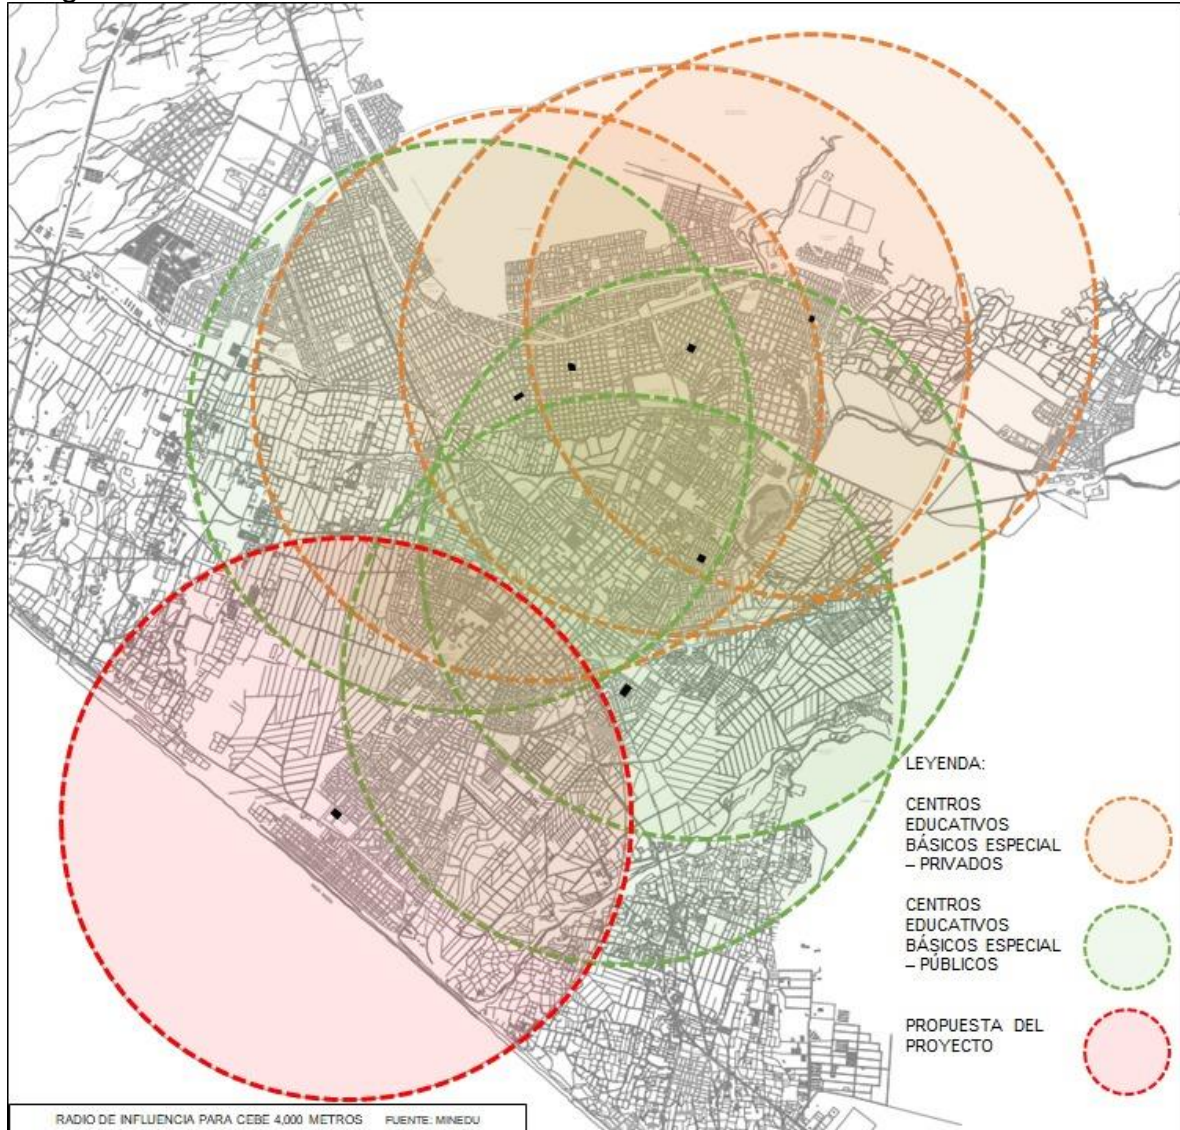 LEYENDA:
CENTROS
EDUCATIVOS
BÁSICOS ESPECIAL
– PRIVADOS
CENTROS
EDUCATIVOS
BÁSICOS ESPECIAL
– PÚBLICOS
PROPUESTA DEL
PROYECTO
RADIO DE INFLUENCIA PARA CEBE 4,000 METROS FUENTE: MINEDU